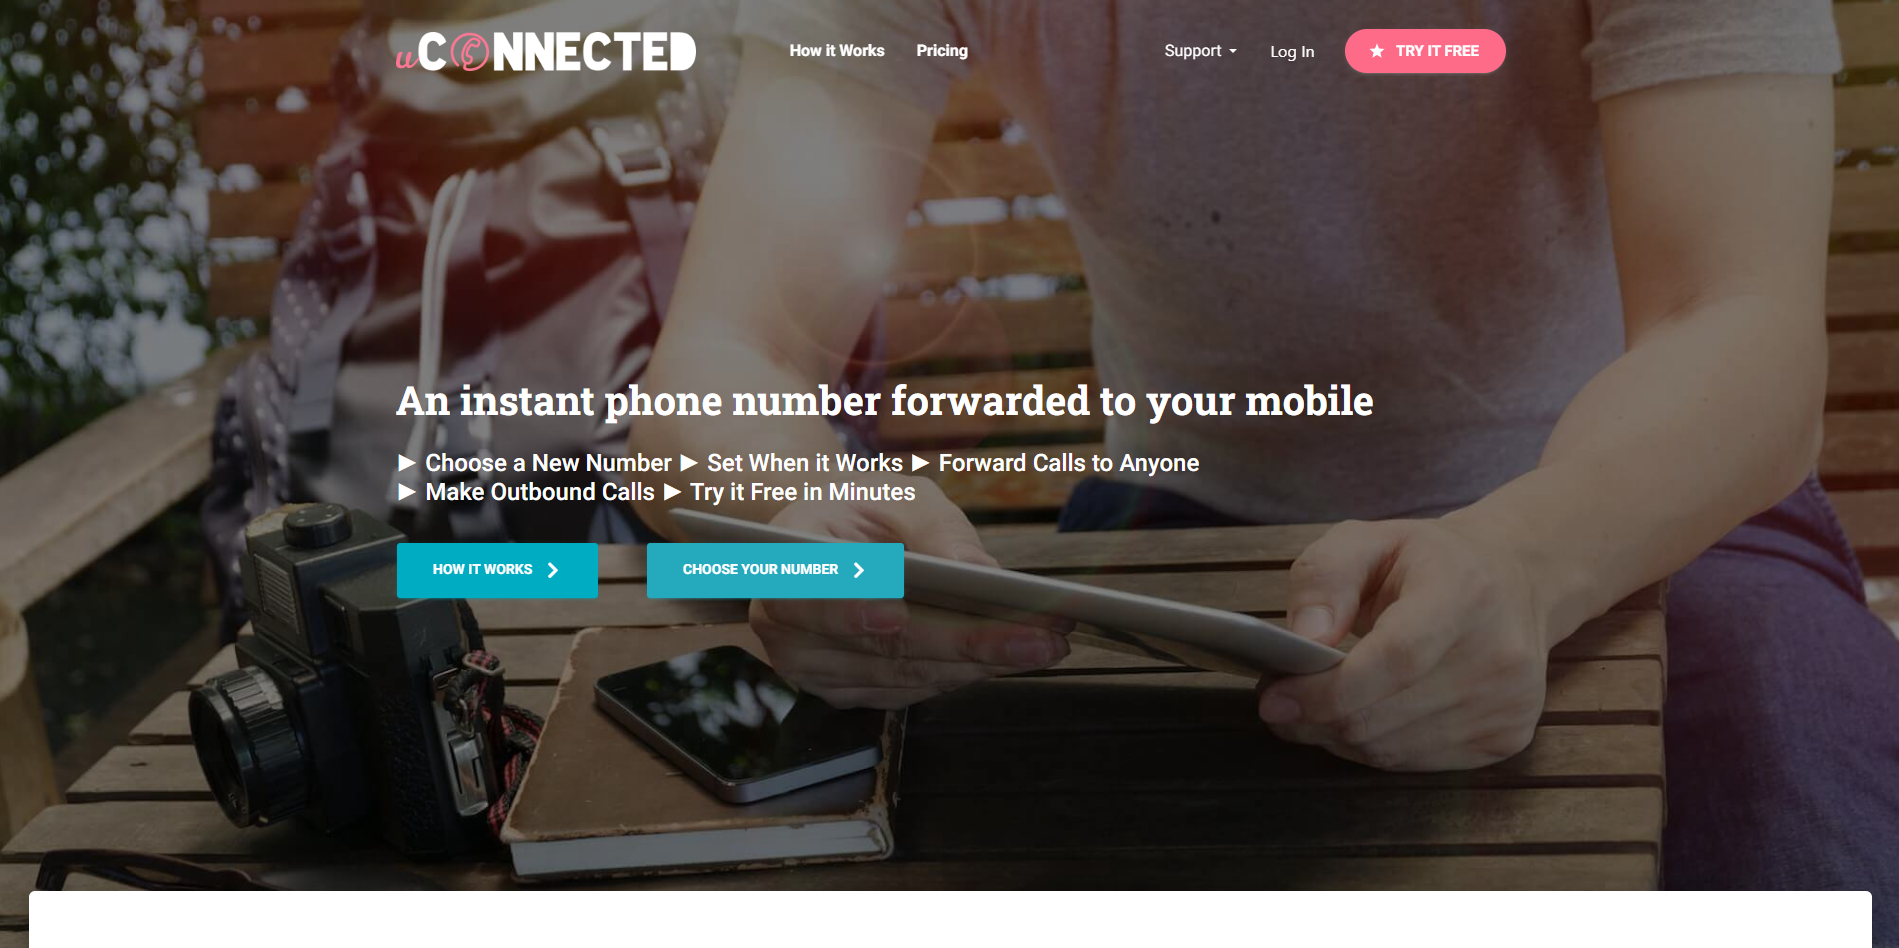 uCONNECTED
How it Works Pricing Support Log In TRY IT FREE
An instant phone number forwarded to your mobile
► Choose a New Number ► Set When it Works ► Forward Calls to Anyone
► Make Outbound Calls ► Try it Free in Minutes
HOW IT WORKS CHOOSE YOUR NUMBER